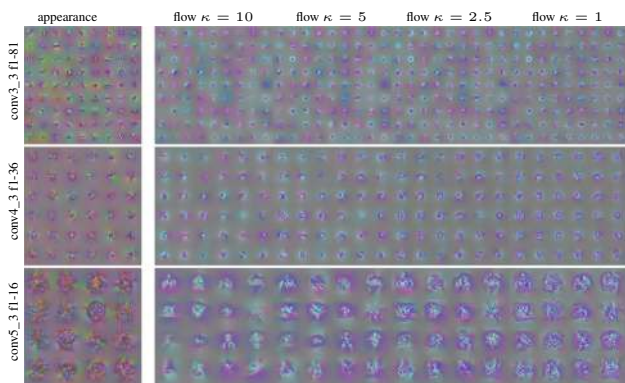 appearance flow κ = 10 flow κ = 5 flow κ = 2.5 flow κ = 1
conv3_3 f1-81
conv4_3 f1-36
conv5_3 f1-16